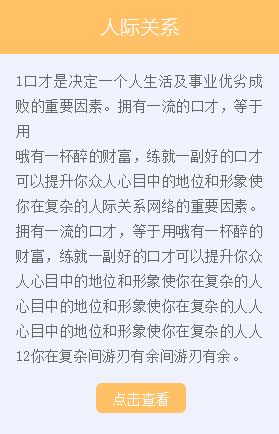 人际关系
1口才是决定一个人生活及事业优劣成
败的重要因素。拥有一流的口才，等于
用
哦有一杯醉的财富，练就一副好的口才
可以提升你众人心目中的地位和形象使
你在复杂的人际关系网络的重要因素。
拥有一流的口才，等于用哦有一杯醉的
财富，练就一副好的口才可以提升你众
人心目中的地位和形象使你在复杂的人
心目中的地位和形象使你在复杂的人人
心目中的地位和形象使你在复杂的人人
12你在复杂间游刃有余间游刃有余。
点击查看